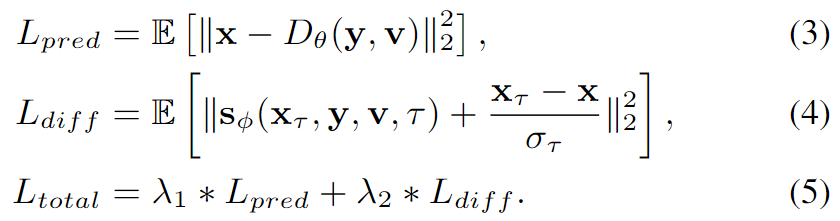 L_{pred} = \mathbb{E} \left[ \| \mathbf{x} - D_\theta(\mathbf{y}, \mathbf{v}) \|_2^2 \right], (3)
L_{diff} = \mathbb{E} \left[ \| \mathbf{s}_\phi(\mathbf{x}_\tau, \mathbf{y}, \mathbf{v}, \tau) + \frac{\mathbf{x}_\tau - \mathbf{x}}{\sigma_\tau} \|_2^2 \right], (4)
L_{total} = \lambda_1 * L_{pred} + \lambda_2 * L_{diff}. (5)